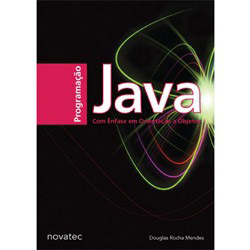 Programação
Java
Com Ênfase em Orientação a Objetos
Douglas Rocha Mendes
novatec